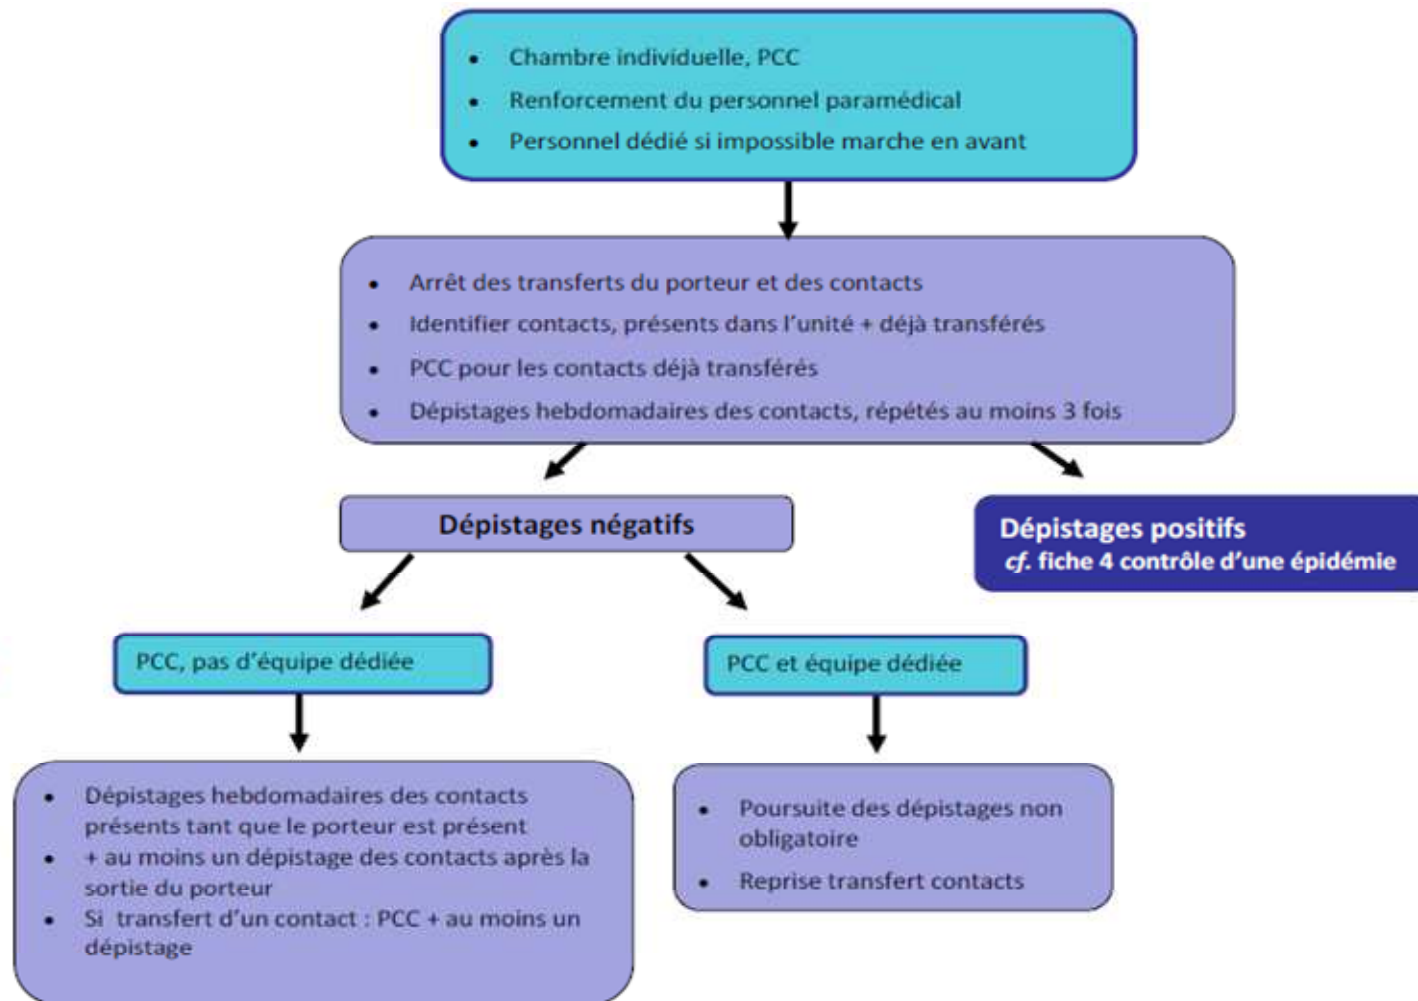 • Chambre individuelle, PCC
• Renforcement du personnel paramédical
• Personnel dédié si impossible marche en avant
• Arrêt des transferts du porteur et des contacts
• Identifier contacts, présents dans l'unité + déjà transférés
• PCC pour les contacts déjà transférés
• Dépistages hebdomadaires des contacts, répétés au moins 3 fois
Dépistages négatifs
Dépistages positifs
cf. fiche 4 contrôle d'une épidémie
PCC, pas d'équipe dédiée
PCC et équipe dédiée
• Dépistages hebdomadaires des contacts
présents tant que le porteur est présent
• + au moins un dépistage des contacts après la
sortie du porteur
• Si transfert d'un contact : PCC + au moins un
dépistage
• Poursuite des dépistages non
obligatoire
• Reprise transfert contacts